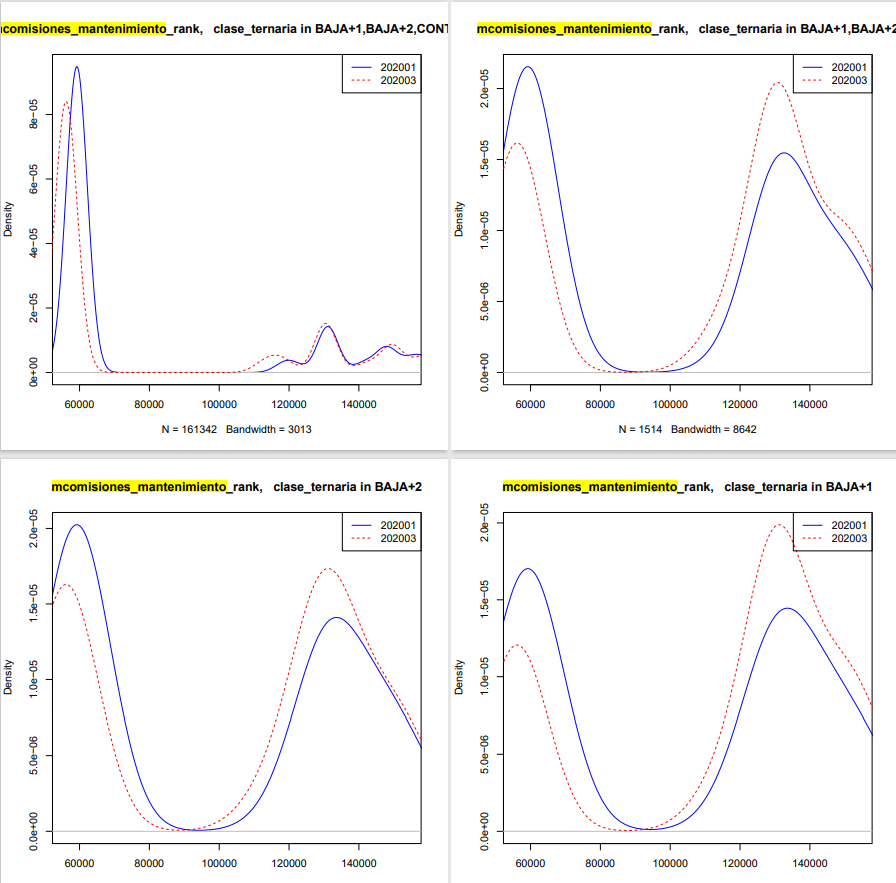 mcomisiones_mantenimiento_rank, clase_ternaria in BAJA+1,BAJA+2,CONT
202001
202003
8e-05
6e-05
4e-05
2e-05
0e+00
Density
60000 80000 100000 120000 140000
N = 161342 Bandwidth = 3013
mcomisiones_mantenimiento_rank, clase_ternaria in BAJA+1,BAJA+2
202001
202003
2.0e-05
1.5e-05
1.0e-05
5.0e-06
0.0e+00
Density
60000 80000 100000 120000 140000
N = 1514 Bandwidth = 8642
mcomisiones_mantenimiento_rank, clase_ternaria in BAJA+2
202001
202003
2.0e-05
1.5e-05
1.0e-05
5.0e-06
0.0e+00
Density
60000 80000 100000 120000 140000
mcomisiones_mantenimiento_rank, clase_ternaria in BAJA+1
202001
202003
2.0e-05
1.5e-05
1.0e-05
5.0e-06
0.0e+00
Density
60000 80000 100000 120000 140000